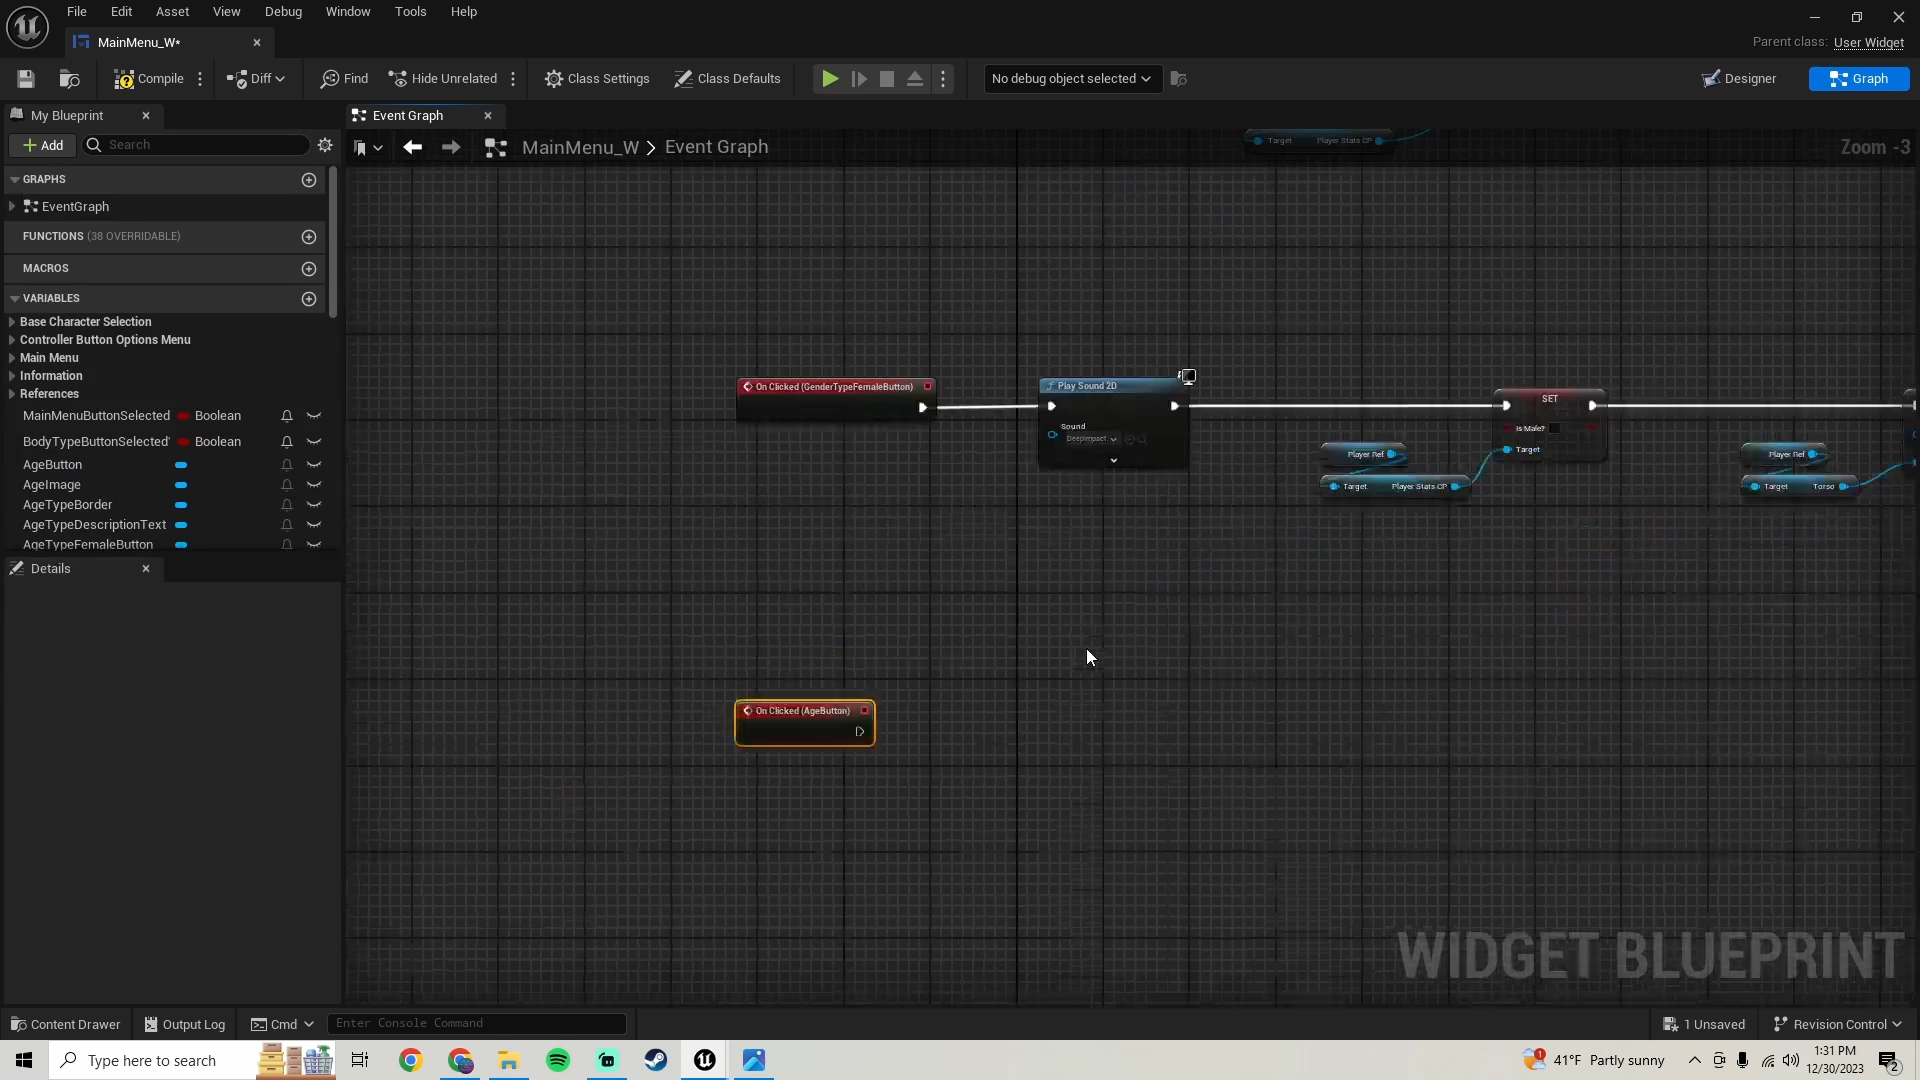 File Edit Asset View Debug Window Tools Help
MainMenu_W*
Parent class: User Widget
Compile Diff Find Hide Unrelated Class Settings Class Defaults No debug object selected Designer Graph
My Blueprint Event Graph
Add Search MainMenu_W > Event Graph Zoom -3
Target Player Stats CP
GRAPHS
EventGraph
FUNCTIONS (38 OVERRIDABLE)
MACROS
VARIABLES
Base Character Selection
Controller Button Options Menu
Main Menu
Information
References
MainMenuButtonSelected Boolean
BodyTypeButtonSelected? Boolean
AgeButton
AgeImage
AgeTypeBorder
AgeTypeDescriptionText
AgeTypeFemaleButton
Details
On Clicked (GenderTypeFemaleButton)
Play Sound 2D
Sound
DeepImpact
SET
Is Male?
Target
Player Ref
Target Player Stats CP
Player Ref
Target Torso
On Clicked (AgeButton)
WIDGET BLUEPRINT
Content Drawer Output Log Cmd Enter Console Command 1 Unsaved Revision Control
Type here to search 41°F Partly sunny 1:31 PM
12/30/2023
2